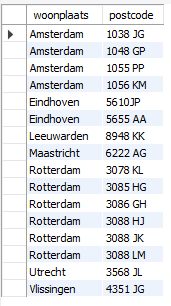 woonplaats postcode
Amsterdam 1038 JG
Amsterdam 1048 GP
Amsterdam 1055 PP
Amsterdam 1056 KM
Eindhoven 5610JP
Eindhoven 5655 AA
Leeuwarden 8948 KK
Maastricht 6222 AG
Rotterdam 3078 KL
Rotterdam 3085 HG
Rotterdam 3086 GH
Rotterdam 3088 HJ
Rotterdam 3088 JK
Rotterdam 3088 LM
Utrecht 3568 JL
Vlissingen 4351 JG